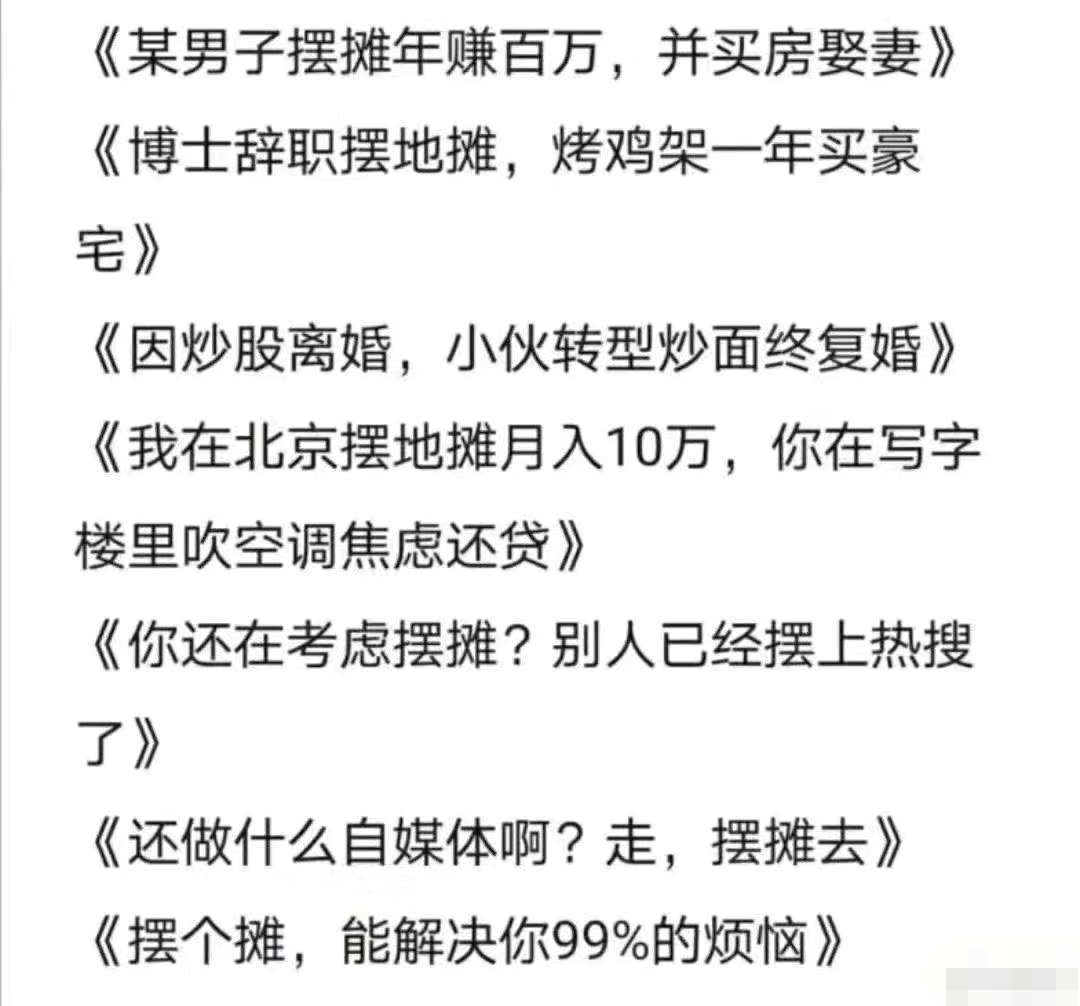 《某男子摆摊年赚百万，并买房娶妻》
《博士辞职摆地摊，烤鸡架一年买豪
宅》
《因炒股离婚，小伙转型炒面终复婚》
《我在北京摆地摊月入10万，你在写字
楼里吹空调焦虑还贷》
《你还在考虑摆摊？别人已经摆上热搜
了》
《还做什么自媒体啊？走，摆摊去》
《摆个摊，能解决你99%的烦恼》